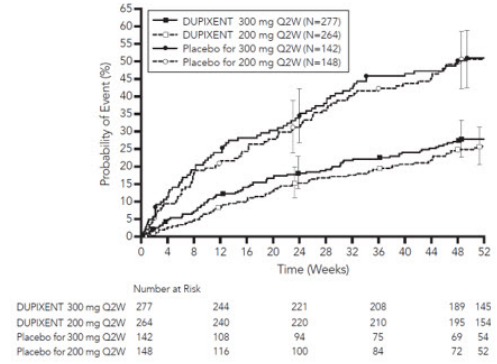 DUPIXENT 300 mg Q2W (N=277)
DUPIXENT 200 mg Q2W (N=264)
Placebo for 300 mg Q2W (N=142)
Placebo for 200 mg Q2W (N=148)
Probability of Event (%)
65
60
55
50
45
40
35
30
25
20
15
10
5
0
0 4 8 12 16 20 24 28 32 36 40 44 48 52
Time (Weeks)
Number at Risk
DUPIXENT 300 mg Q2W 277 244 221 208 189 145
DUPIXENT 200 mg Q2W 264 240 220 210 195 154
Placebo for 300 mg Q2W 142 108 94 75 69 54
Placebo for 200 mg Q2W 148 116 100 84 72 52